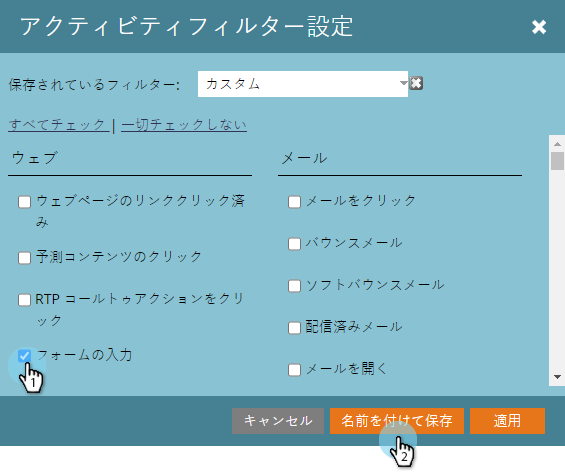 アクティビティフィルター設定
保存されているフィルター: カスタム
すべてチェック | 一切チェックしない
ウェブ
ウェブページのリンククリック済
み
予測コンテンツのクリック
RTP コールトゥアクションをクリ
ック
フォームの入力
1
メール
メールをクリック
バウンスメール
ソフトバウンスメール
配信済みメール
メールを開く
キャンセル 名前を付けて保存 適用
2